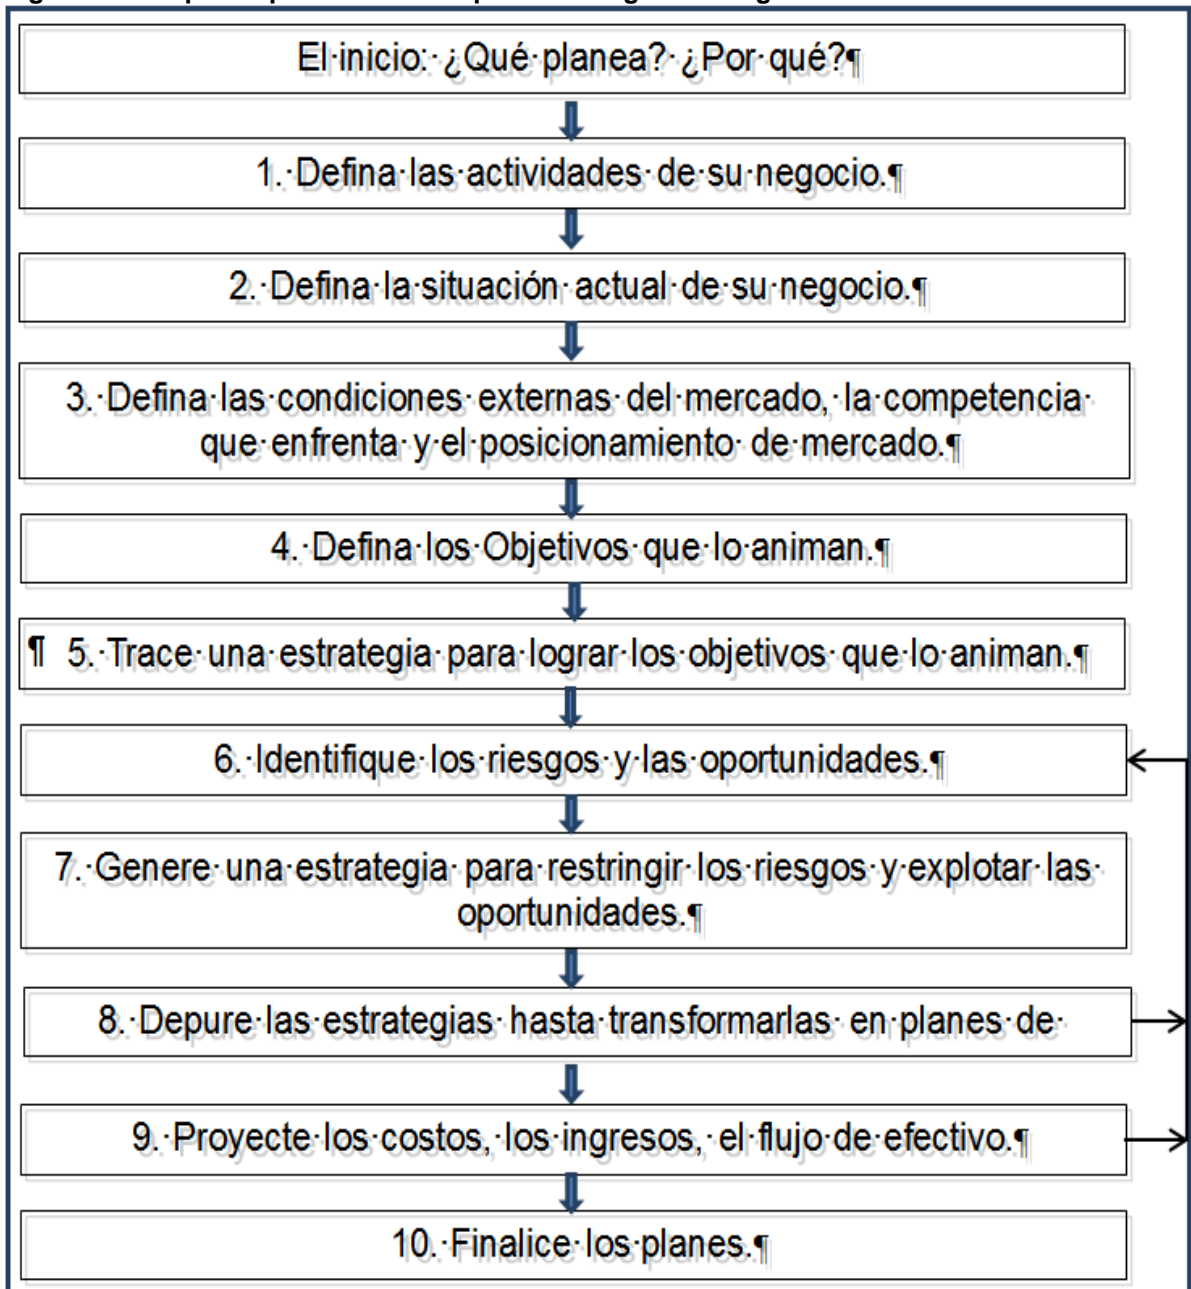 El inicio: ¿Qué planea? ¿Por qué?¶
1. Defina las actividades de su negocio.¶
2. Defina la situación actual de su negocio.¶
3. Defina las condiciones externas del mercado, la competencia
que enfrenta y el posicionamiento de mercado.¶
4. Defina los Objetivos que lo animan.¶
¶ 5. Trace una estrategia para lograr los objetivos que lo animan.¶
6. Identifique los riesgos y las oportunidades.¶
7. Genere una estrategia para restringir los riesgos y explotar las
oportunidades.¶
8. Depure las estrategias hasta transformarlas en planes de
9. Proyecte los costos, los ingresos, el flujo de efectivo.¶
10. Finalice los planes.¶